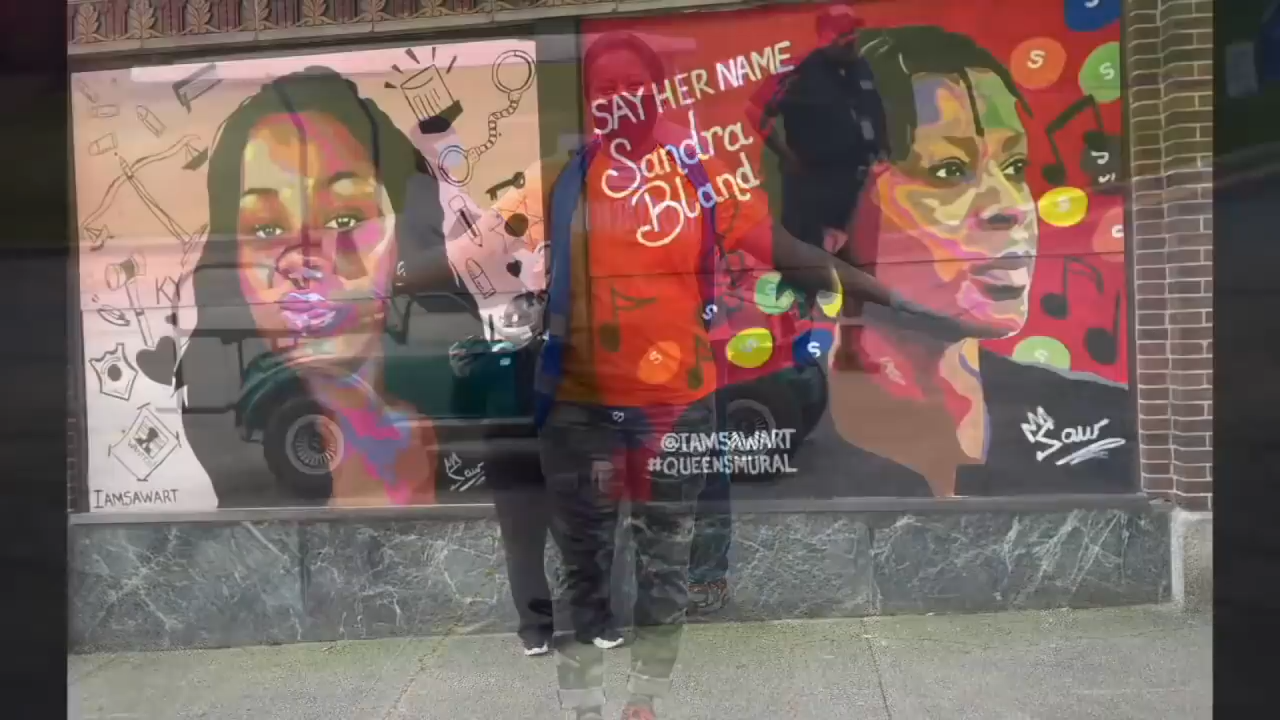 SAY HER NAME
Sandra
Bland
KY
@IAMSAWART
#QUEENSMURAL
IAMSAWART
Saw
Saw
S
S
S
S
S
S
S
S